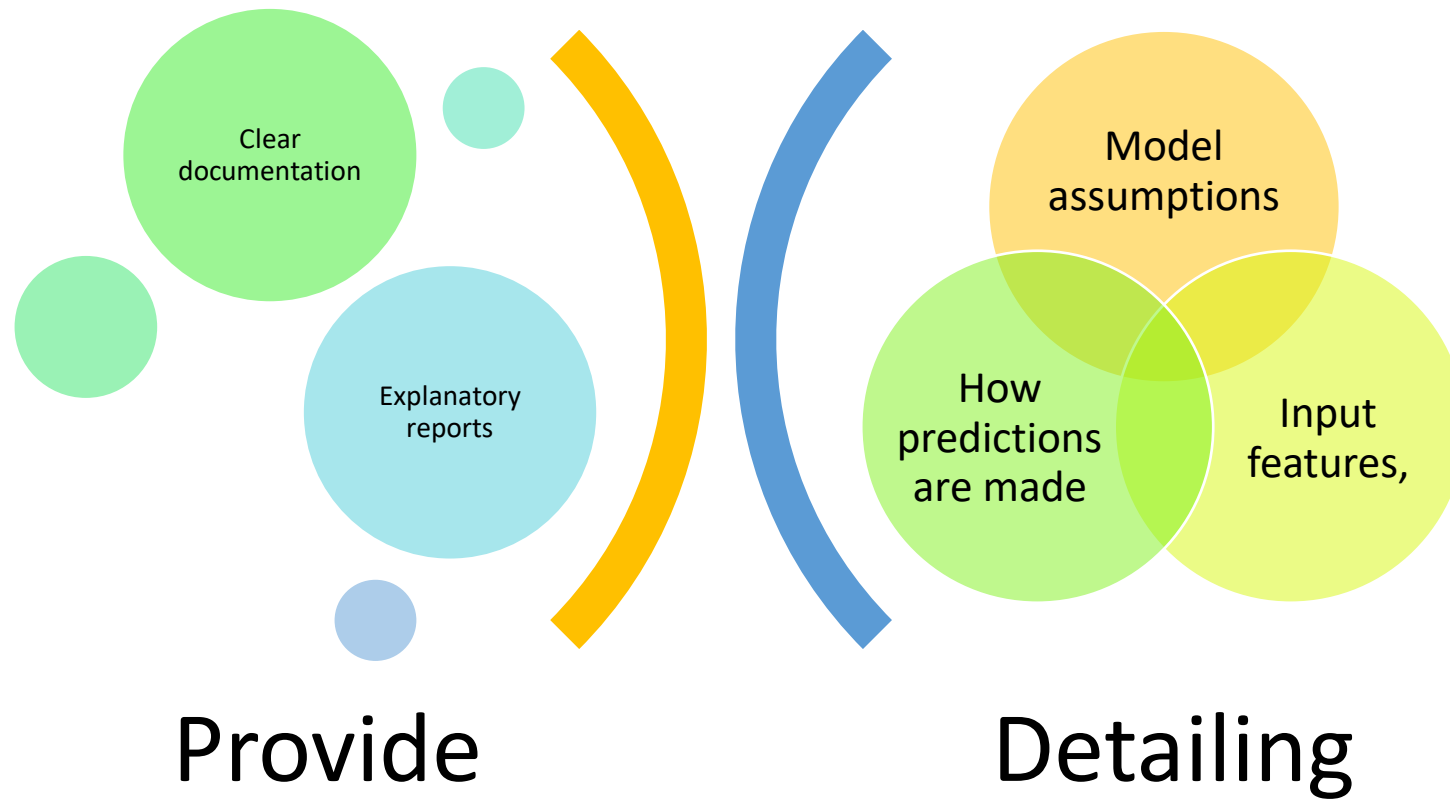 Clear
documentation
Explanatory
reports
Provide
Model
assumptions
How
predictions
are made
Input
features,
Detailing